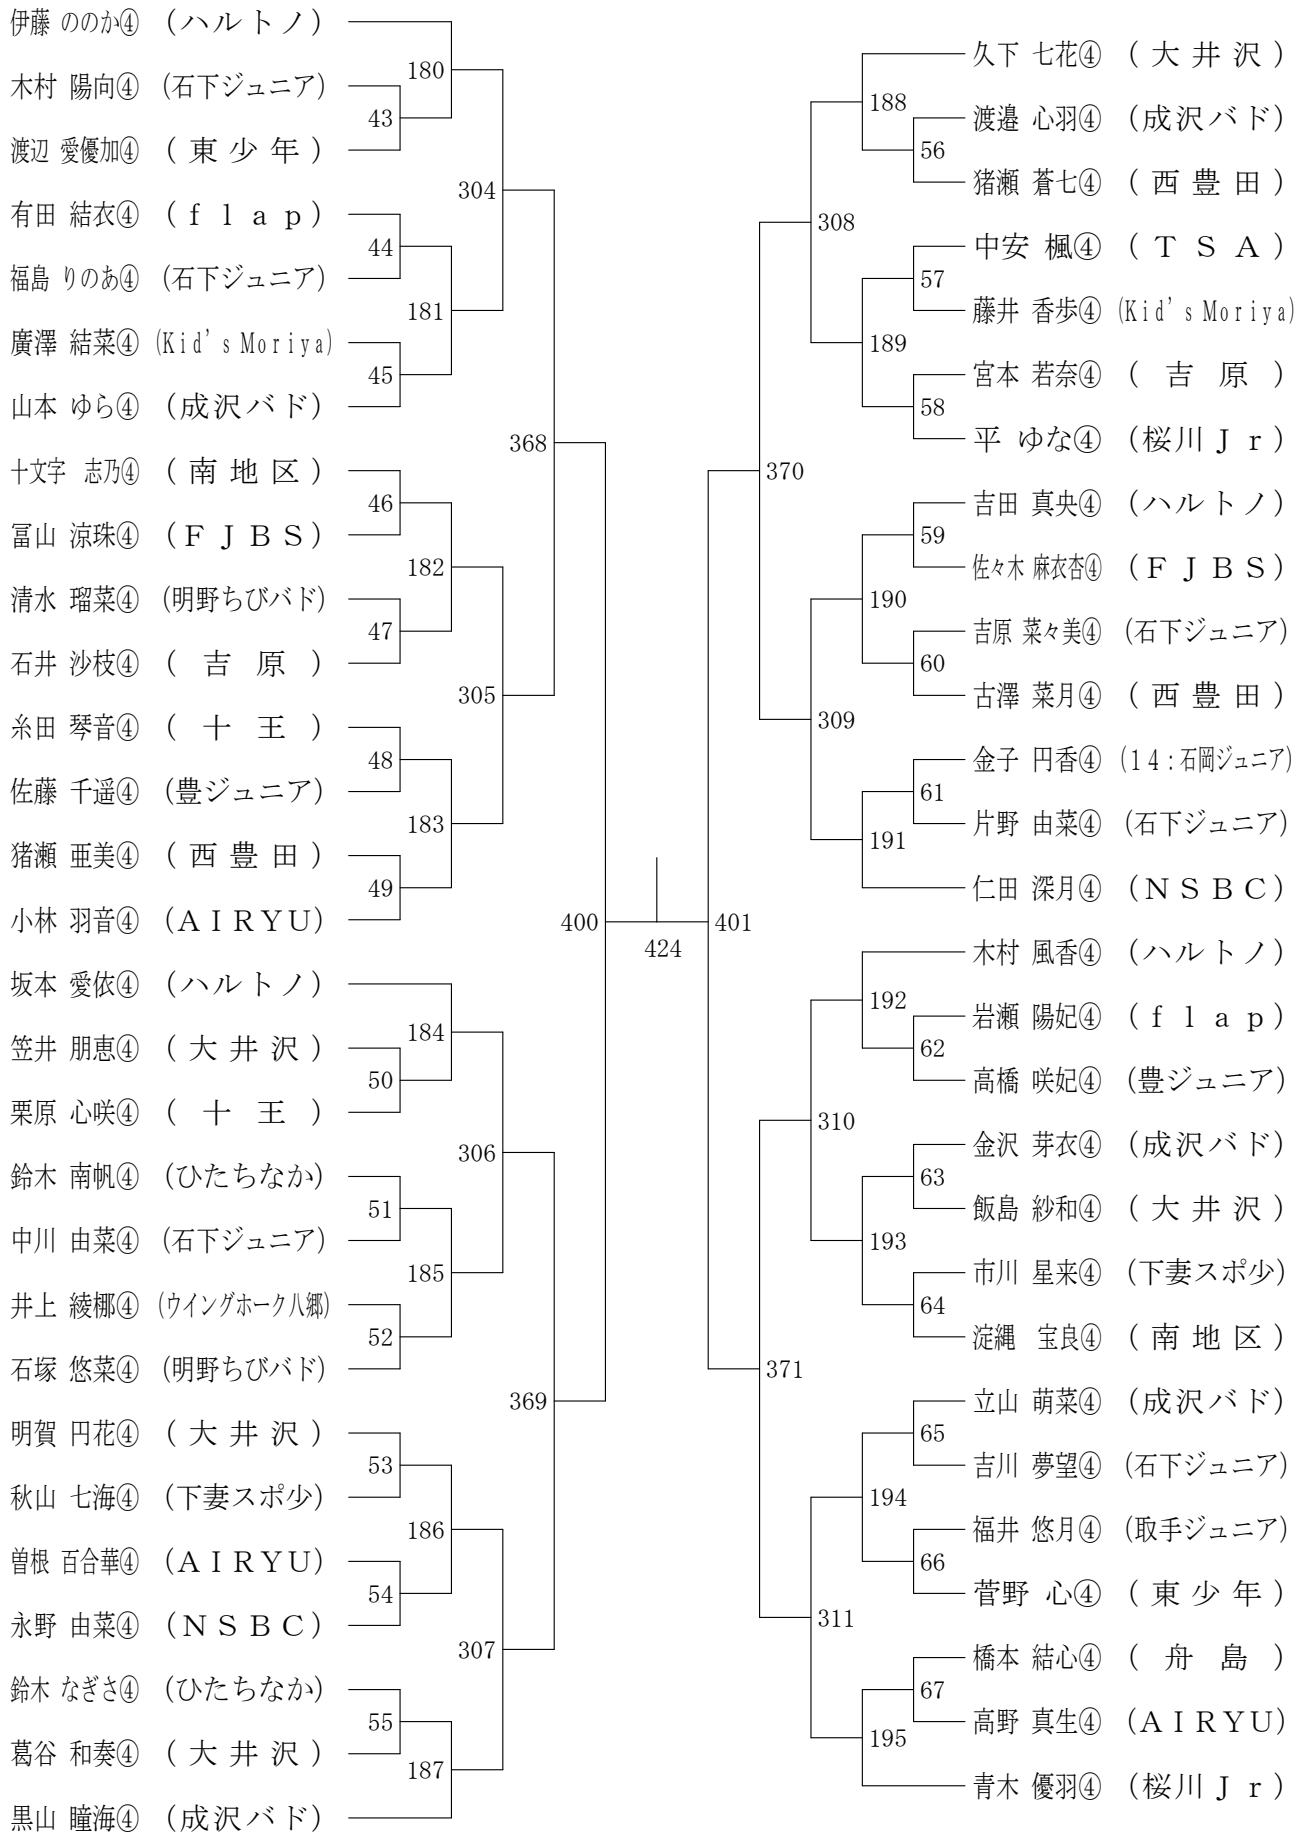 伊藤 ののか④ (ハルトノ)
木村 陽向④ (石下ジュニア)
渡辺 愛優加④ (東少年)
有田 結衣④ (ｆｌａｐ)
福島 りのあ④ (石下ジュニア)
廣澤 結菜④ (Kid's Moriya)
山本 ゆら④ (成沢バド)
十文字 志乃④ (南地区)
冨山 涼珠④ (ＦＪＢＳ)
清水 瑠菜④ (明野ちびバド)
石井 沙枝④ (吉原)
糸田 琴音④ (十王)
佐藤 千遥④ (豊ジュニア)
猪瀬 亜美④ (西豊田)
小林 羽音④ (ＡＩＲＹＵ)
坂本 愛依④ (ハルトノ)
笠井 朋恵④ (大井沢)
栗原 心咲④ (十王)
鈴木 南帆④ (ひたちなか)
中川 由菜④ (石下ジュニア)
井上 綾梛④ (ウイングホーク八郷)
石塚 悠菜④ (明野ちびバド)
明賀 円花④ (大井沢)
秋山 七海④ (下妻スポ少)
曽根 百合華④ (ＡＩＲＹＵ)
永野 由菜④ (ＮＳＢＣ)
鈴木 なぎさ④ (ひたちなか)
葛谷 和奏④ (大井沢)
黒山 瞳海④ (成沢バド)
43
44
45
46
47
48
49
50
51
52
53
54
55
180
181
182
183
184
185
186
187
304
305
306
307
368
369
400
424
401
370
371
308
309
310
311
188
189
190
191
192
193
194
195
56
57
58
59
60
61
62
63
64
65
66
67
久下 七花④ (大井沢)
渡邉 心羽④ (成沢バド)
猪瀬 蒼七④ (西豊田)
中安 楓④ (ＴＳＡ)
藤井 香歩④ (Kid's Moriya)
宮本 若奈④ (吉原)
平 ゆな④ (桜川Ｊｒ)
吉田 真央④ (ハルトノ)
佐々木 麻衣杏④ (ＦＪＢＳ)
吉原 菜々美④ (石下ジュニア)
古澤 菜月④ (西豊田)
金子 円香④ (14:石岡ジュニア)
片野 由菜④ (石下ジュニア)
仁田 深月④ (ＮＳＢＣ)
木村 風香④ (ハルトノ)
岩瀬 陽妃④ (ｆｌａｐ)
高橋 咲妃④ (豊ジュニア)
金沢 芽衣④ (成沢バド)
飯島 紗和④ (大井沢)
市川 星来④ (下妻スポ少)
淀縄 宝良④ (南地区)
立山 萌菜④ (成沢バド)
吉川 夢望④ (石下ジュニア)
福井 悠月④ (取手ジュニア)
菅野 心④ (東少年)
橋本 結心④ (舟島)
高野 真生④ (ＡＩＲＹＵ)
青木 優羽④ (桜川Ｊｒ)